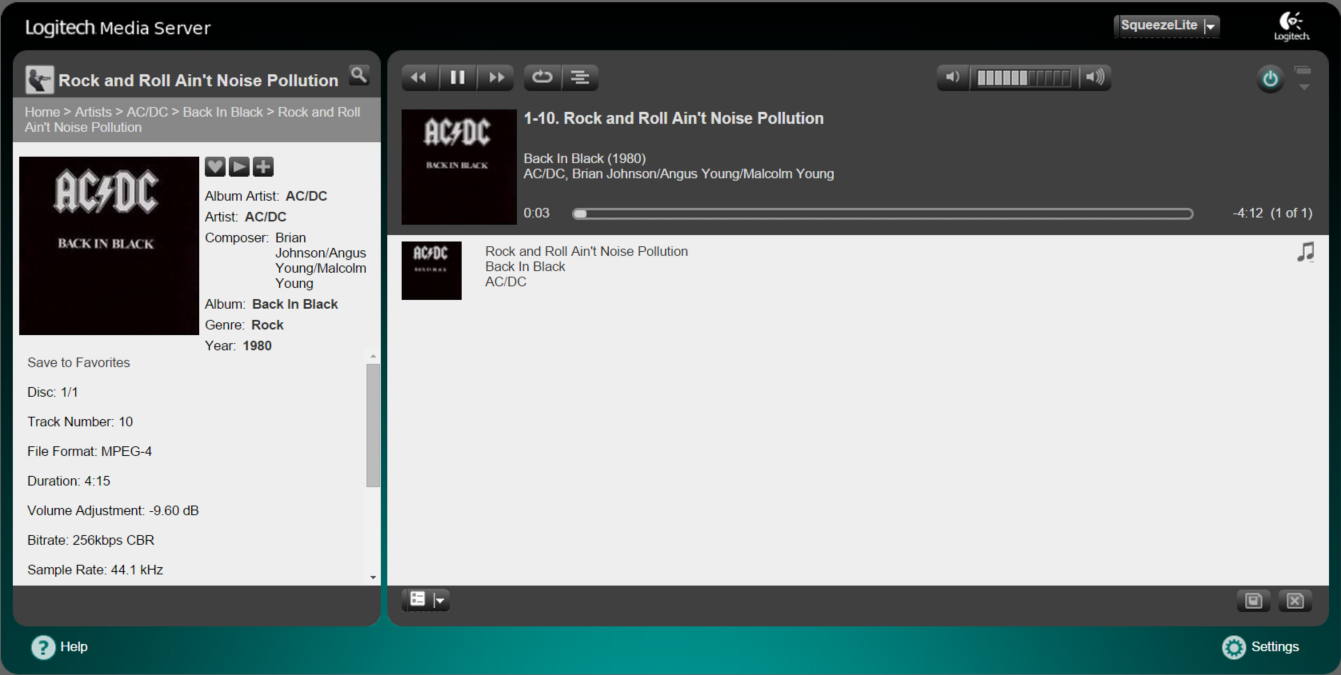 Logitech Media Server
SqueezeLite
Logitech
Rock and Roll Ain't Noise Pollution
Home > Artists > AC/DC > Back In Black > Rock and Roll
Ain't Noise Pollution
AC⚡DC
BACK IN BLACK
Album Artist: AC/DC
Artist: AC/DC
Composer: Brian
Johnson/Angus
Young/Malcolm
Young
Album: Back In Black
Genre: Rock
Year: 1980
Save to Favorites
Disc: 1/1
Track Number: 10
File Format: MPEG-4
Duration: 4:15
Volume Adjustment: -9.60 dB
Bitrate: 256kbps CBR
Sample Rate: 44.1 kHz
AC⚡DC
BACK IN BLACK
1-10. Rock and Roll Ain't Noise Pollution
Back In Black (1980)
AC/DC, Brian Johnson/Angus Young/Malcolm Young
0:03
-4:12 (1 of 1)
AC⚡DC
Rock and Roll Ain't Noise Pollution
Back In Black
AC/DC
? Help
Settings